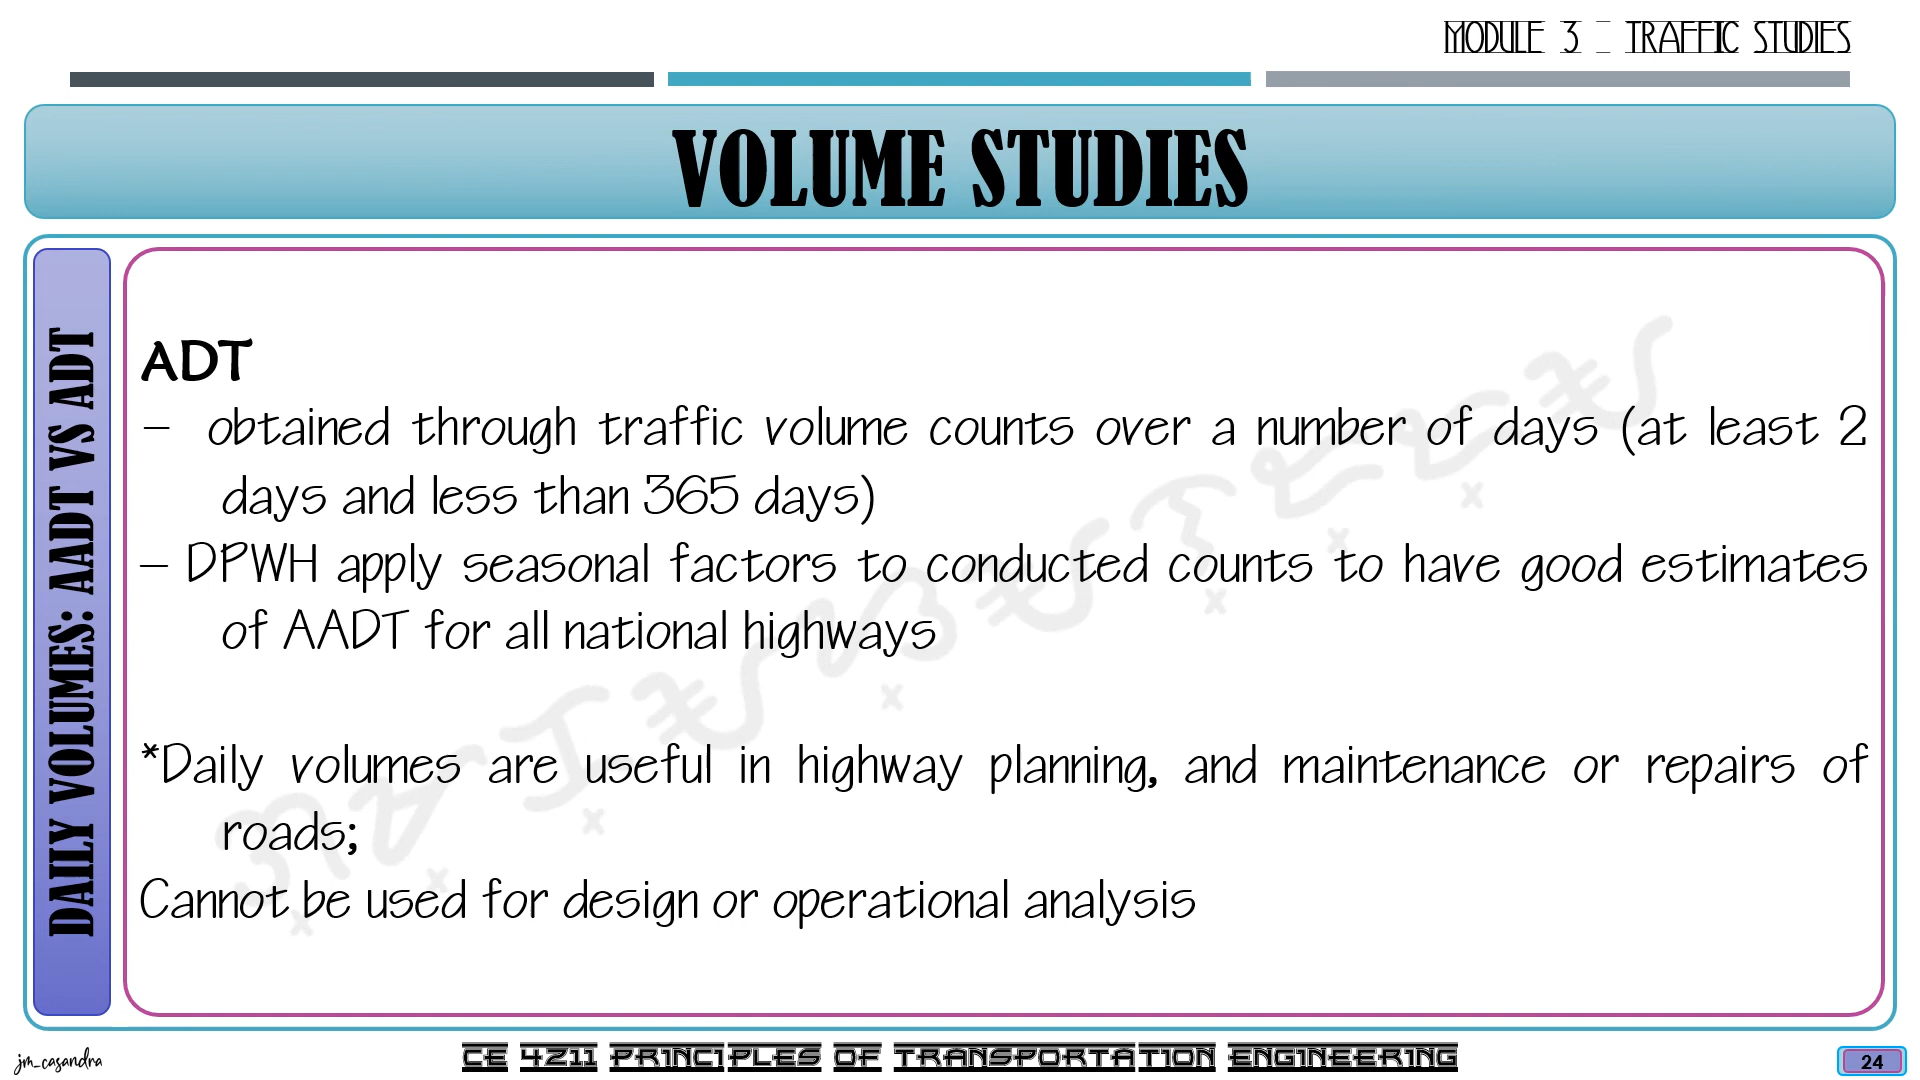 MODULE 3 – TRAFFIC STUDIES
VOLUME STUDIES
DAILY VOLUMES: AADT VS ADT
ADT
– obtained through traffic volume counts over a number of days (at least 2
days and less than 365 days)
– DPWH apply seasonal factors to conducted counts to have good estimates
of AADT for all national highways
*Daily volumes are useful in highway planning, and maintenance or repairs of
roads;
Cannot be used for design or operational analysis
jm_casandra
CE 4211 PRINCIPLES OF TRANSPORTATION ENGINEERING
24